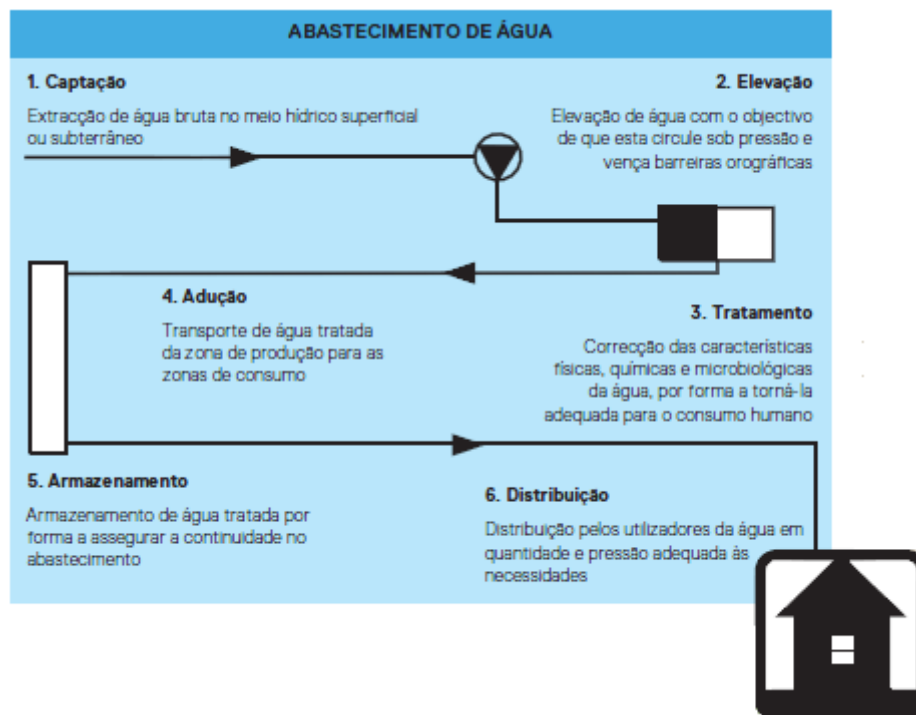 ABASTECIMENTO DE ÁGUA
1. Captação
Extracção de água bruta no meio hídrico superficial
ou subterrâneo
2. Elevação
Elevação de água com o objectivo
de que esta circule sob pressão e
vença barreiras orográficas
3. Tratamento
Correcção das características
físicas, químicas e microbiológicas
da água, por forma a torná-la
adequada para o consumo humano
4. Adução
Transporte de água tratada
da zona de produção para as
zonas de consumo
5. Armazenamento
Armazenamento de água tratada por
forma a assegurar a continuidade no
abastecimento
6. Distribuição
Distribuição pelos utilizadores da água em
quantidade e pressão adequada às
necessidades